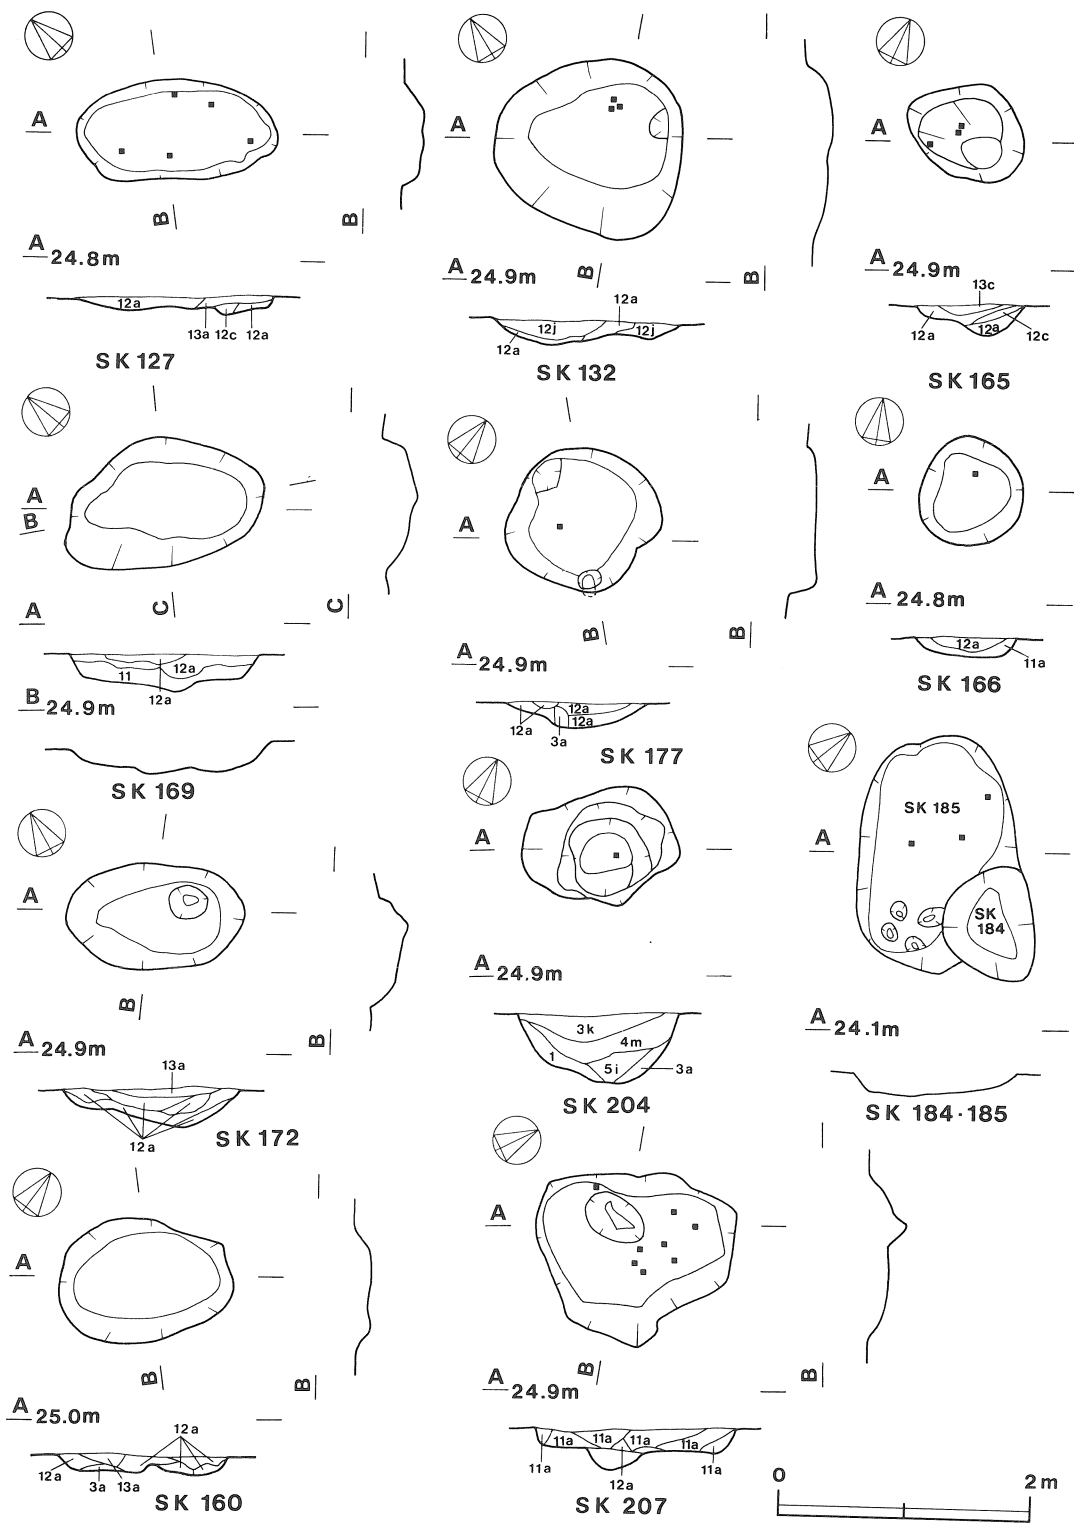 A
B
B
A 24.8m
12a
13a 12c 12a
SK 127
A
A 24.9m
B
B
12a
12j
12j
12a
SK 132
A
A 24.9m
13c
12a
12a
12c
SK 165
A
B
C
C
A
11
12a
12a
B 24.9m
SK 169
A
B
B
A 24.9m
12a
12a
12a
3a
SK 177
A
A 24.8m
12a
11a
SK 166
A
B
B
A 24.9m
13a
12a
SK 172
A
A 24.9m
3k
4m
1
5i
3a
SK 204
SK 185
A
SK
184
A 24.1m
SK 184·185
A
B
B
A 25.0m
12a
12a
3a 13a
SK 160
A
B
B
A 24.9m
11a 11a 11a 11a
11a
12a
11a
SK 207
0
2m